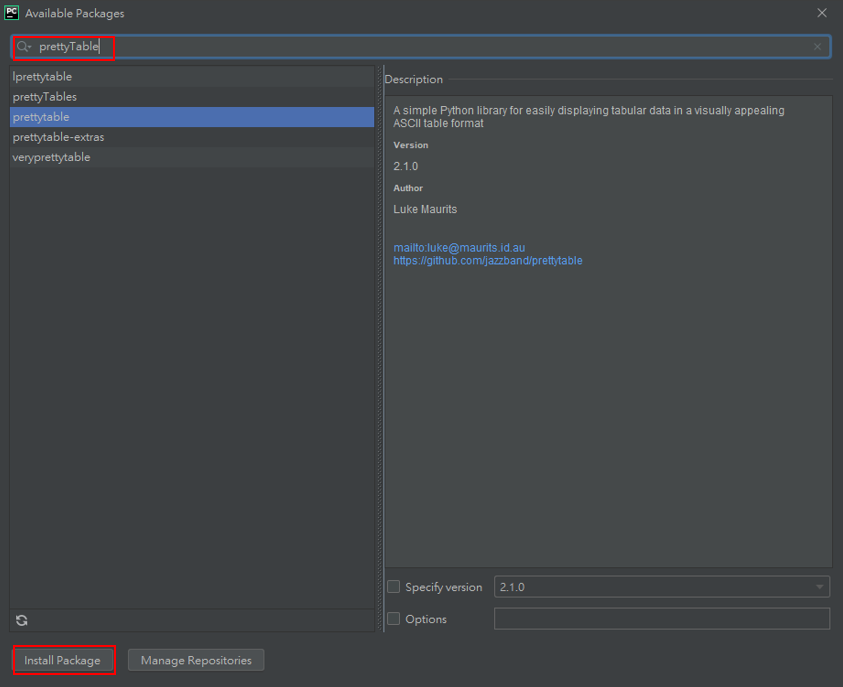 PC Available Packages
prettyTable
lprettytable
prettyTables
prettytable
prettytable-extras
veryprettytable
Description
A simple Python library for easily displaying tabular data in a visually appealing
ASCII table format
Version
2.1.0
Author
Luke Maurits
mailto:luke@maurits.id.au
https://github.com/jazzband/prettytable
Specify version 2.1.0
Options
Install Package Manage Repositories